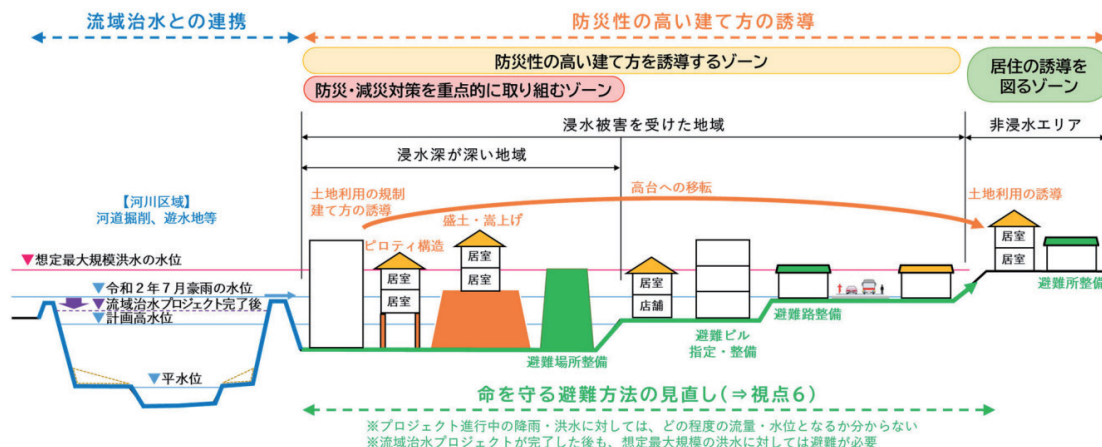 流域治水との連携
防災性の高い建て方の誘導
防災性の高い建て方を誘導するゾーン
防災・減災対策を重点的に取り組むゾーン
居住の誘導を
図るゾーン
浸水被害を受けた地域
非浸水エリア
浸水深が深い地域
【河川区域】
河道掘削、遊水地等
土地利用の規制
建て方の誘導
高台への移転
土地利用の誘導
盛土・嵩上げ
ピロティ構造
居室
居室
居室
居室
居室
店舗
居室
居室
▼想定最大規模洪水の水位
▼令和2年7月豪雨の水位
▼流域治水プロジェクト完了後
▼計画高水位
▼平水位
避難場所整備
避難ビル
指定・整備
避難路整備
避難所整備
命を守る避難方法の見直し(⇒視点6)
※プロジェクト進行中の降雨・洪水に対しては、どの程度の流量・水位となるか分からない
※流域治水プロジェクトが完了した後も、想定最大規模の洪水に対しては避難が必要